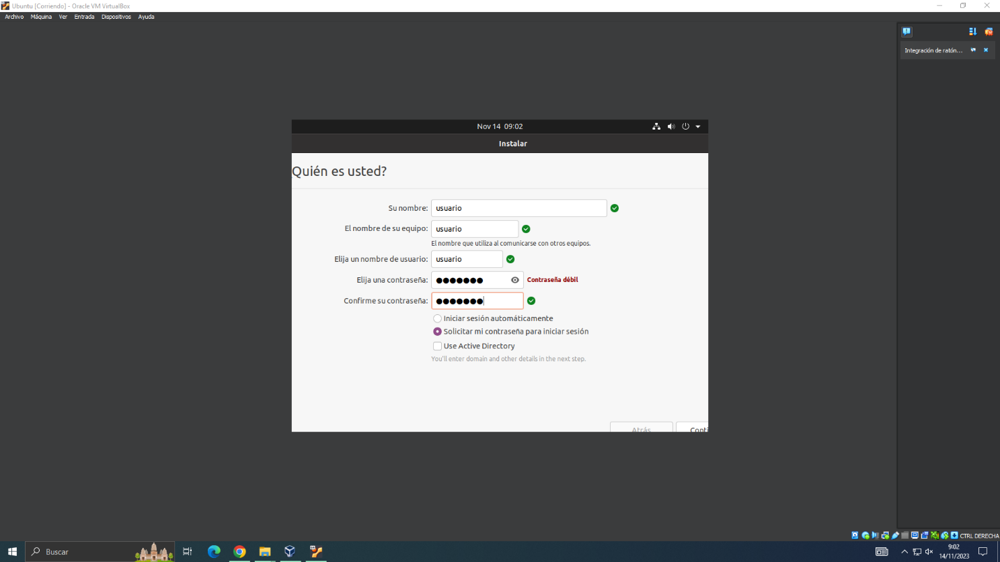 Ubuntu [Corriendo] - Oracle VM VirtualBox
Archivo Máquina Ver Entrada Dispositivos Ayuda
Integración de ratón...
Nov 14 09:02
Instalar
Quién es usted?
Su nombre: usuario
El nombre de su equipo: usuario
El nombre que utiliza al comunicarse con otros equipos.
Elija un nombre de usuario: usuario
Elija una contraseña: ●●●●●●● Contraseña débil
Confirme su contraseña: ●●●●●●●
Iniciar sesión automáticamente
Solicitar mi contraseña para iniciar sesión
Use Active Directory
You'll enter domain and other details in the next step.
Atrás Conti
CTRL DERECHA
Buscar
9:02
14/11/2023